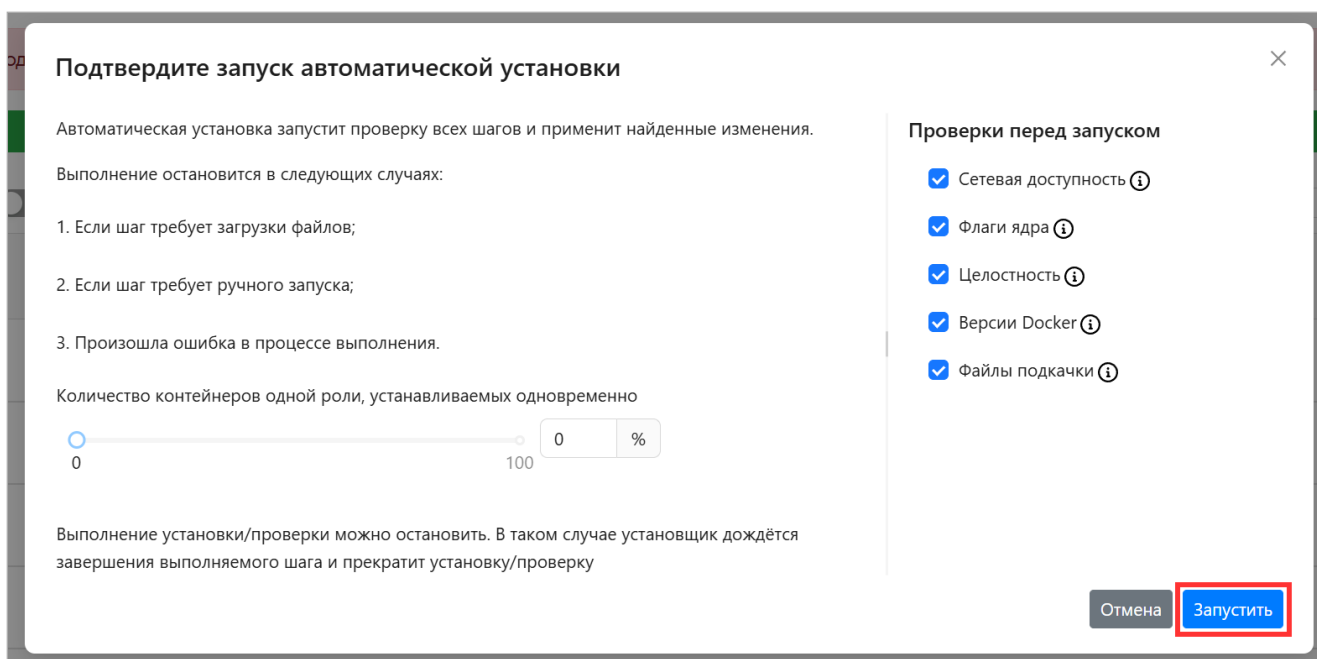 од
Подтвердите запуск автоматической установки
Автоматическая установка запустит проверку всех шагов и применит найденные изменения.
Выполнение остановится в следующих случаях:
1. Если шаг требует загрузки файлов;
2. Если шаг требует ручного запуска;
3. Произошла ошибка в процессе выполнения.
Количество контейнеров одной роли, устанавливаемых одновременно
0 %
0 100
Выполнение установки/проверки можно остановить. В таком случае установщик дождётся
завершения выполняемого шага и прекратит установку/проверку
Проверки перед запуском
Сетевая доступность
Флаги ядра
Целостность
Версии Docker
Файлы подкачки
Отмена
Запустить